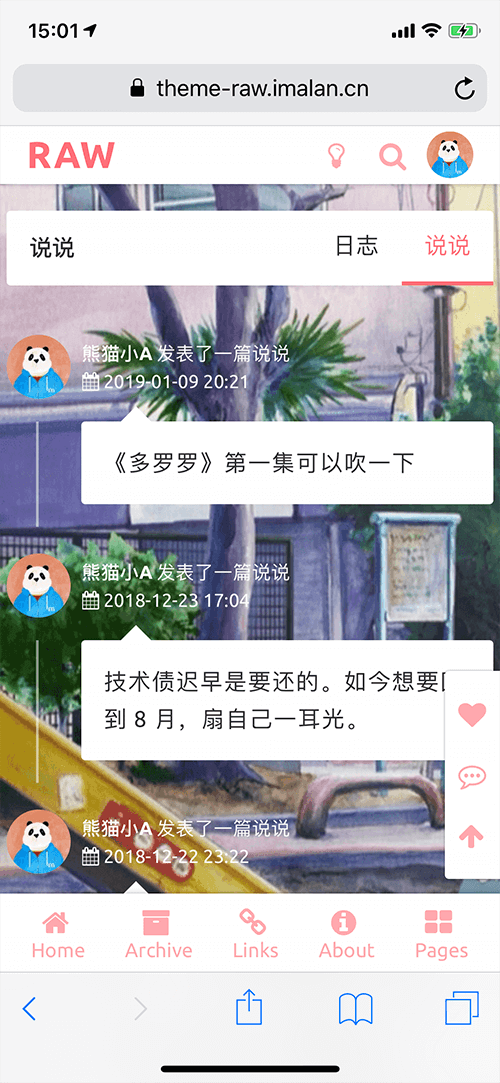 15:01
theme-raw.imalan.cn
RAW
说说 日志 说说
熊猫小A 发表了一篇说说
2019-01-09 20:21
《多罗罗》第一集可以吹一下
熊猫小A 发表了一篇说说
2018-12-23 17:04
技术债迟早是要还的。如今想要
到 8 月，扇自己一耳光。
熊猫小A 发表了一篇说说
2018-12-22 23:22
Home Archive Links About Pages